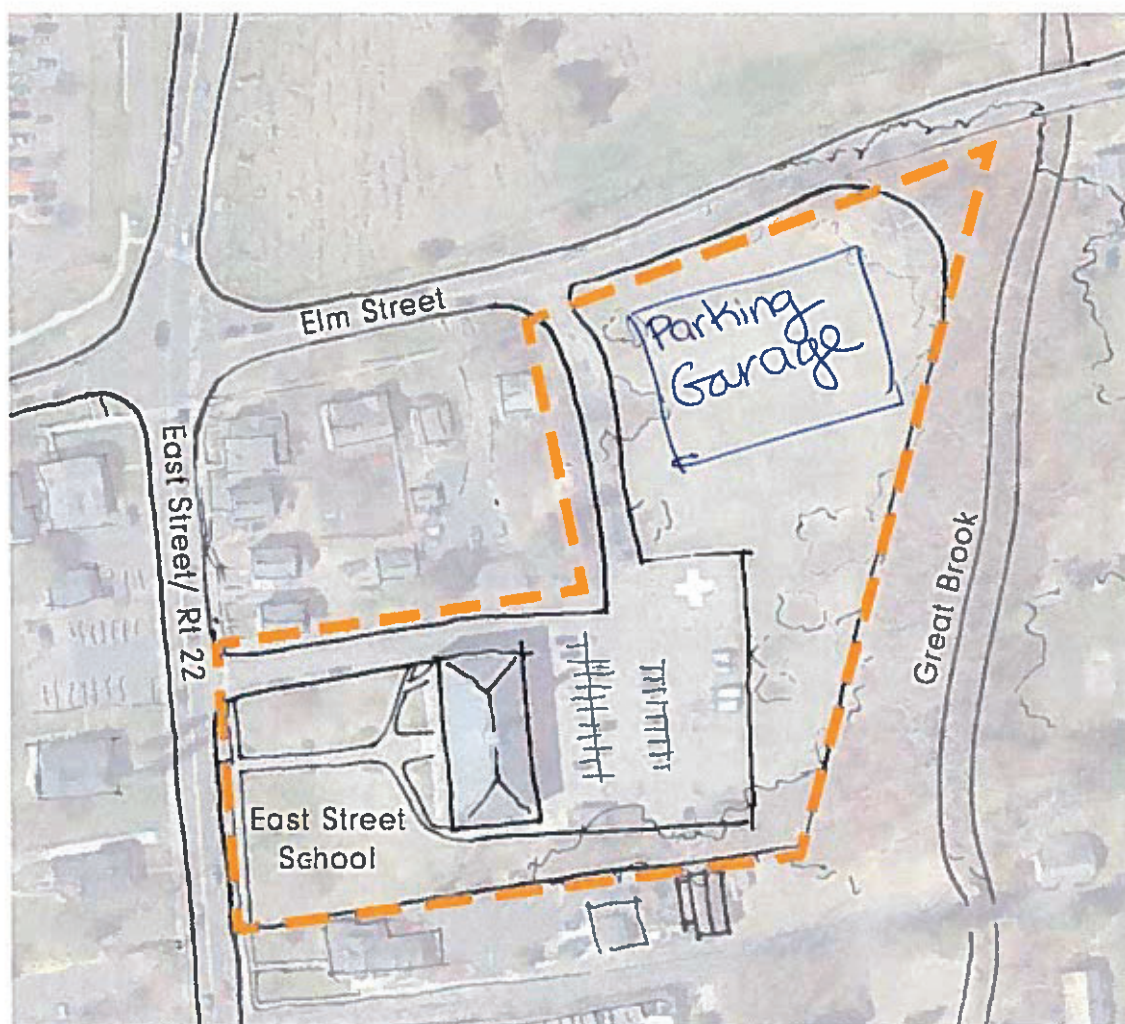 Elm Street
Parking
Garage
East Street/ Rt 22
Great Brook
East Street
School